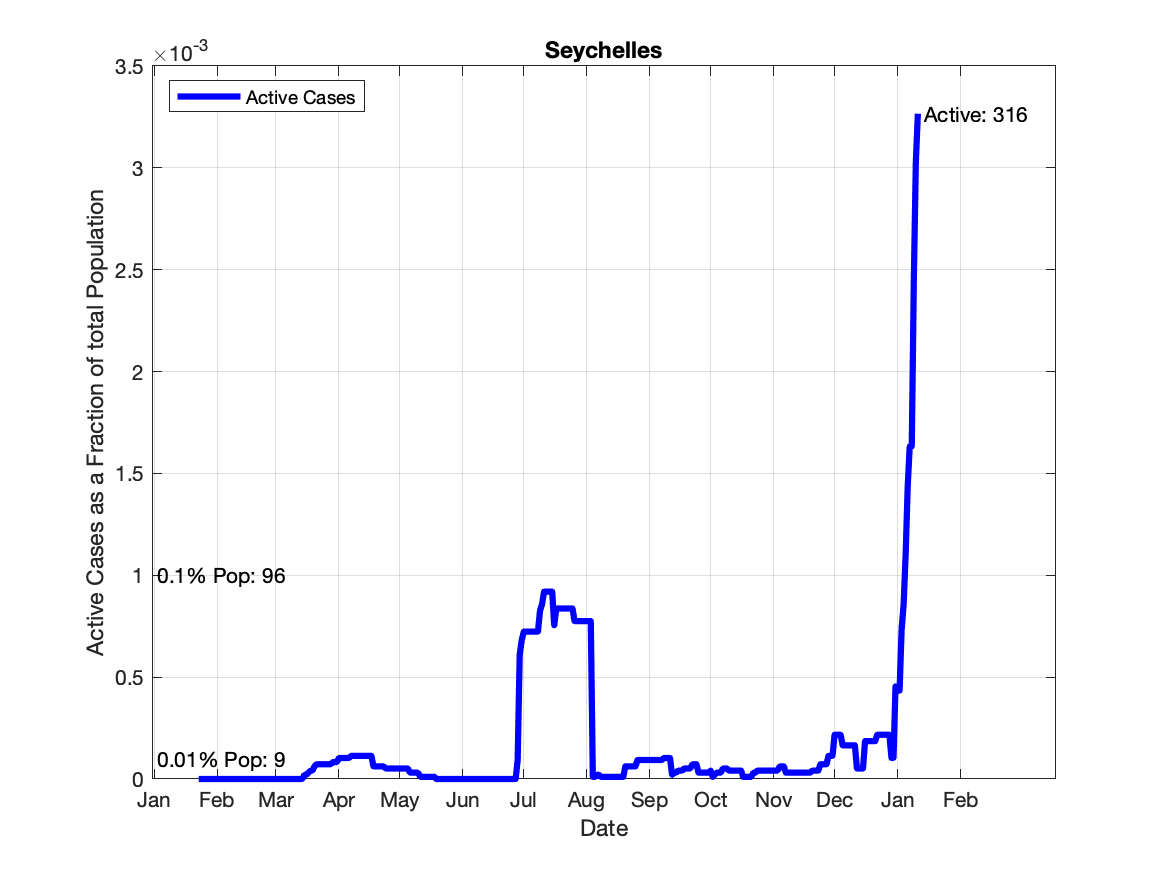 Seychelles
×10-3
3.5
3
2.5
2
1.5
1
0.5
0
Active Cases as a Fraction of total Population
Active Cases
Active: 316
0.1% Pop: 96
0.01% Pop: 9
Jan Feb Mar Apr May Jun Jul Aug Sep Oct Nov Dec Jan Feb
Date